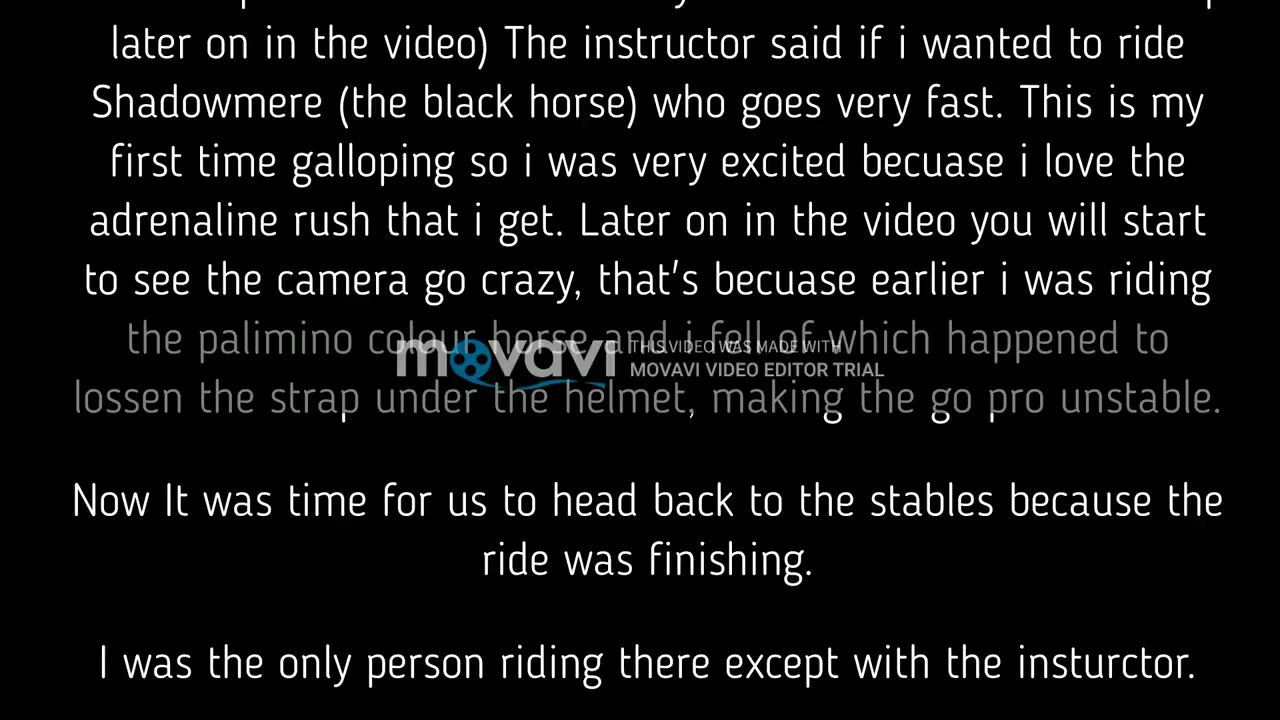 later on in the video) The instructor said if i wanted to ride
Shadowmere (the black horse) who goes very fast. This is my
first time galloping so i was very excited becuase i love the
adrenaline rush that i get. Later on in the video you will start
to see the camera go crazy, that's becuase earlier i was riding
the palimino colour horse and i fell of which happened to
movavi THIS VIDEO WAS MADE WITH
MOVAVI VIDEO EDITOR TRIAL
lossen the strap under the helmet, making the go pro unstable.
Now It was time for us to head back to the stables because the
ride was finishing.
I was the only person riding there except with the insturctor.